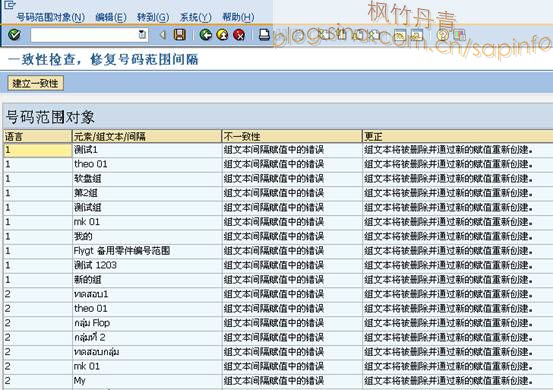 号码范围对象(N) 编辑(E) 转到(G) 系统(Y) 帮助(H)
枫竹丹青
blog.sina.com.cn/sapinfo
一致性检查，修复号码范围间隔
建立一致性
号码范围对象
语言 元素/组文本/间隔 不一致性 更正
1 测试1 组文本间隔赋值中的错误 组文本将被删除并通过新的赋值重新创建。
1 theo 01 组文本间隔赋值中的错误 组文本将被删除并通过新的赋值重新创建。
1 软盘组 组文本间隔赋值中的错误 组文本将被删除并通过新的赋值重新创建。
1 第2组 组文本间隔赋值中的错误 组文本将被删除并通过新的赋值重新创建。
1 测试组 组文本间隔赋值中的错误 组文本将被删除并通过新的赋值重新创建。
1 mk 01 组文本间隔赋值中的错误 组文本将被删除并通过新的赋值重新创建。
1 我的 组文本间隔赋值中的错误 组文本将被删除并通过新的赋值重新创建。
1 Flygt 备用零件编号范围 组文本间隔赋值中的错误 组文本将被删除并通过新的赋值重新创建。
1 测试 1203 组文本间隔赋值中的错误 组文本将被删除并通过新的赋值重新创建。
1 新的组 组文本间隔赋值中的错误 组文本将被删除并通过新的赋值重新创建。
2 ทดสอบ1 组文本间隔赋值中的错误 组文本将被删除并通过新的赋值重新创建。
2 theo 01 组文本间隔赋值中的错误 组文本将被删除并通过新的赋值重新创建。
2 กลุ่ม Flop 组文本间隔赋值中的错误 组文本将被删除并通过新的赋值重新创建。
2 กลุ่มที่ 2 组文本间隔赋值中的错误 组文本将被删除并通过新的赋值重新创建。
2 ทดสอบกลุ่ม 组文本间隔赋值中的错误 组文本将被删除并通过新的赋值重新创建。
2 mk 01 组文本间隔赋值中的错误 组文本将被删除并通过新的赋值重新创建。
2 My 组文本间隔赋值中的错误 组文本将被删除并通过新的赋值重新创建。